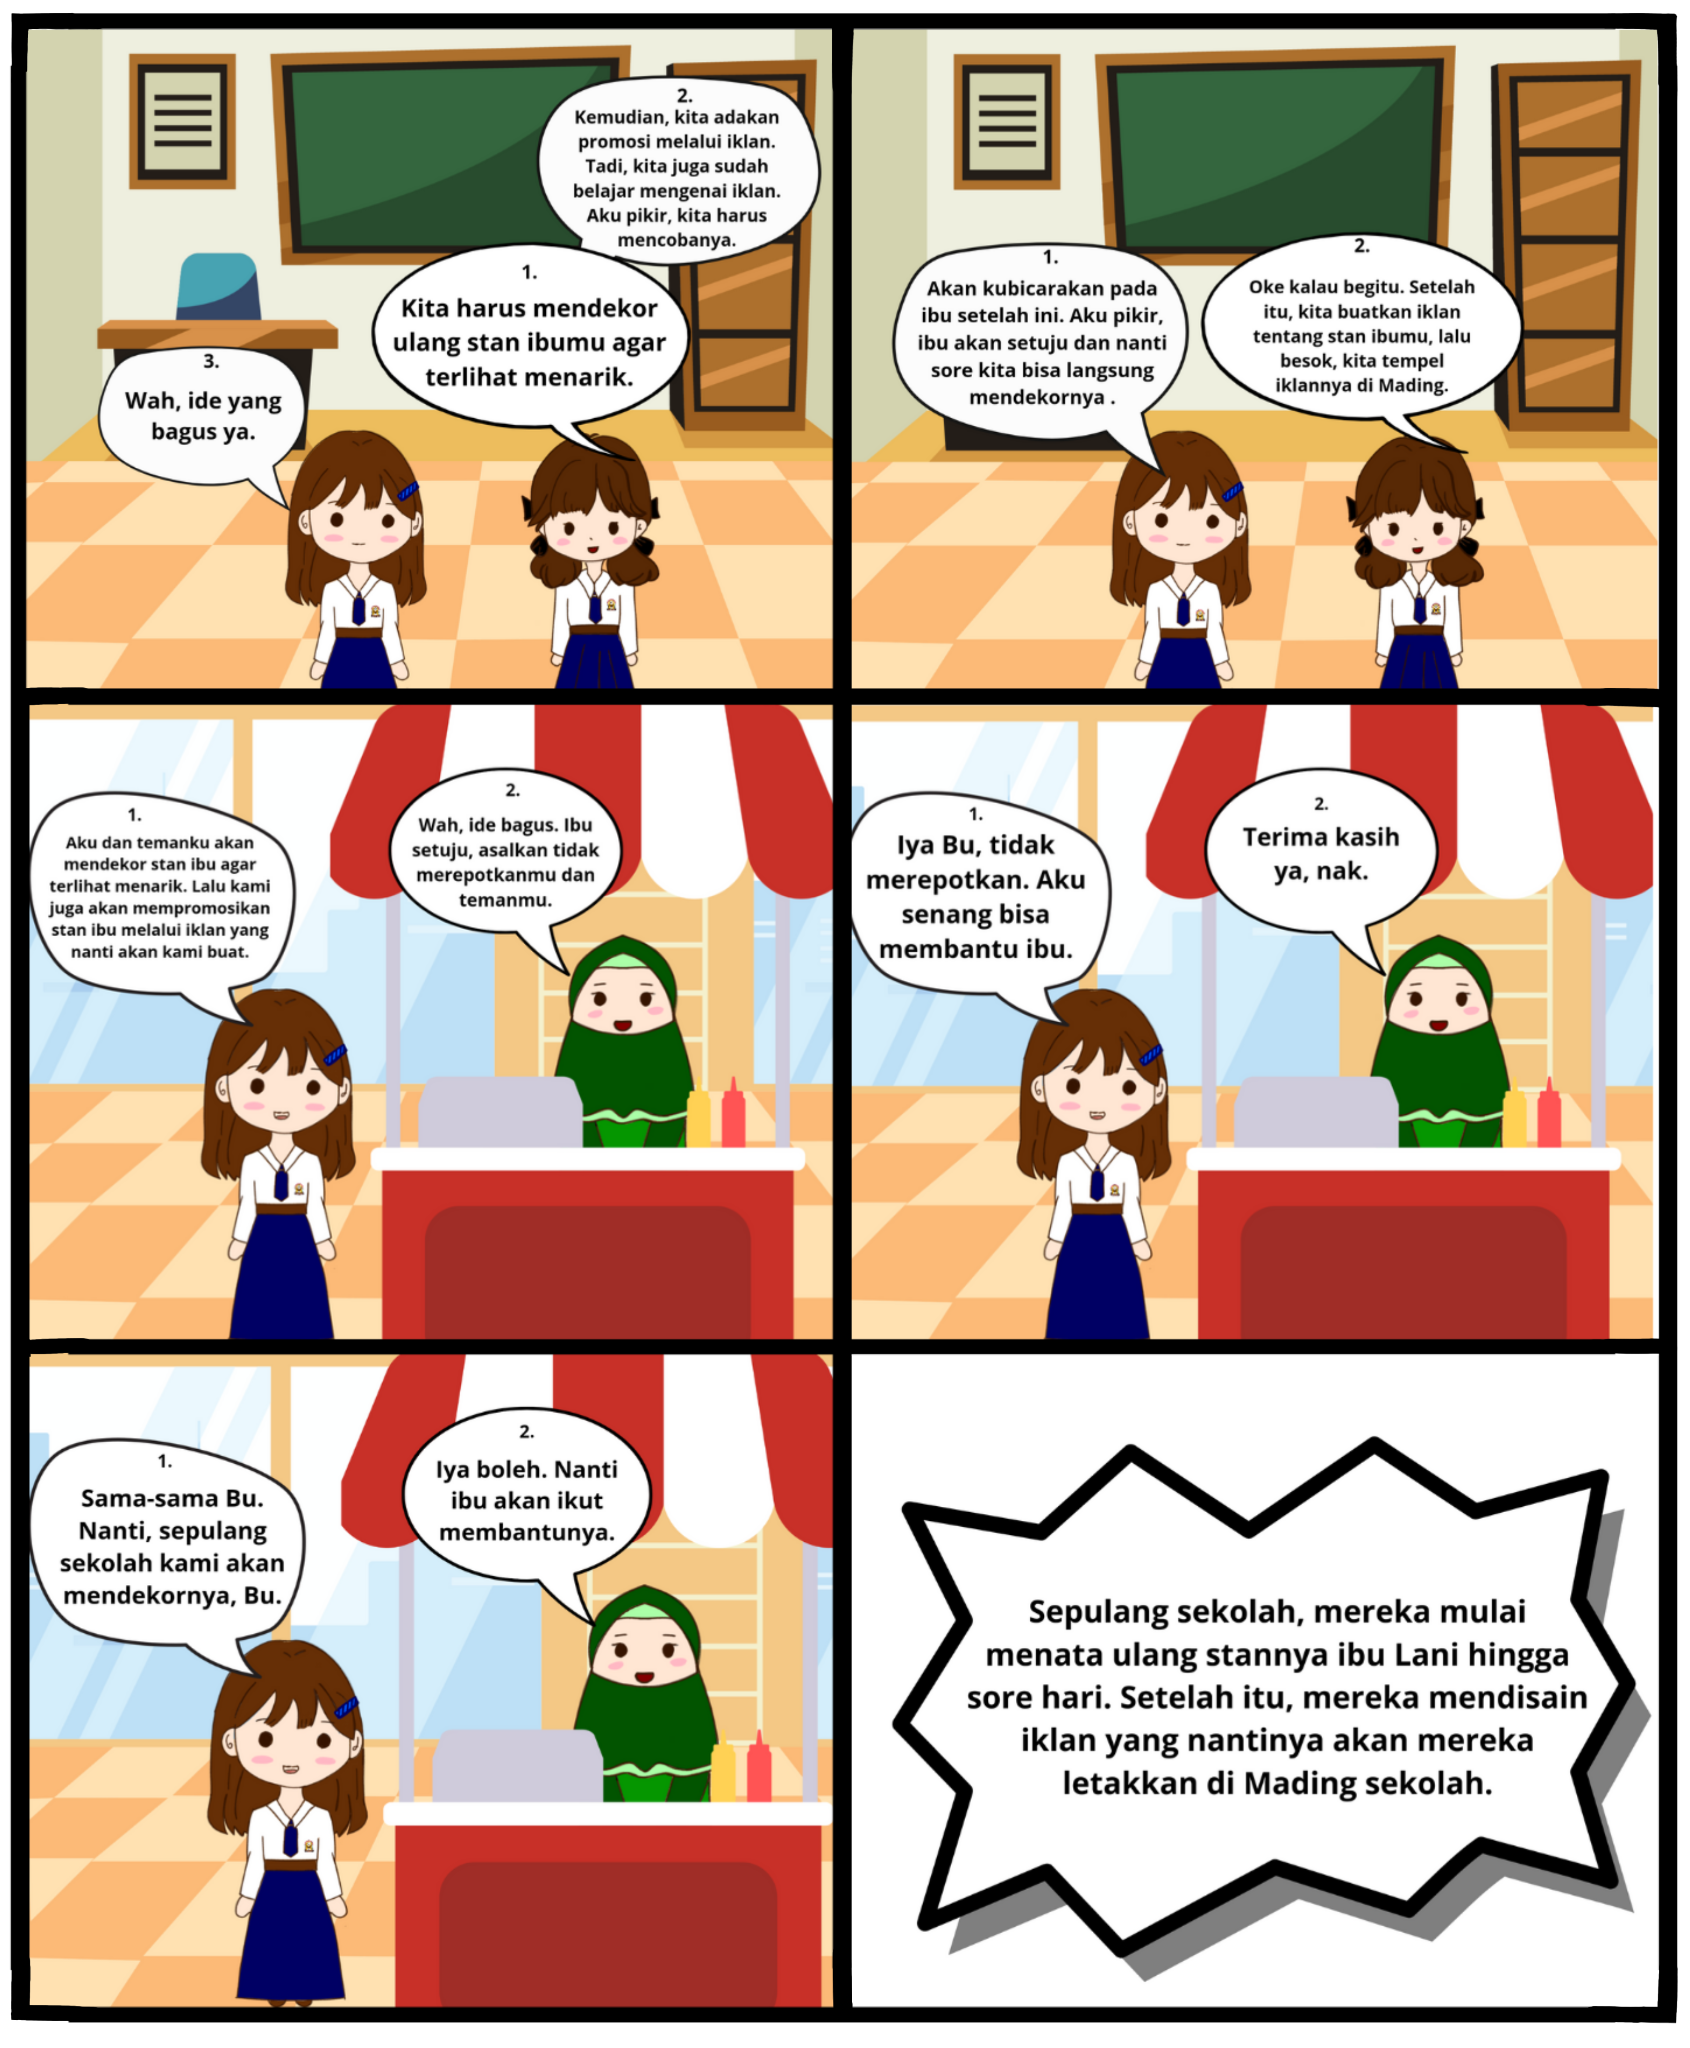 1.
Kita harus mendekor
ulang stan ibumu agar
terlihat menarik.
2.
Kemudian, kita adakan
promosi melalui iklan.
Tadi, kita juga sudah
belajar mengenai iklan.
Aku pikir, kita harus
mencobanya.
3.
Wah, ide yang
bagus ya.
1.
Akan kubicarakan pada
ibu setelah ini. Aku pikir,
ibu akan setuju dan nanti
sore kita bisa langsung
mendekornya .
2.
Oke kalau begitu. Setelah
itu, kita buatkan iklan
tentang stan ibumu, lalu
besok, kita tempel
iklannya di Mading.
1.
Aku dan temanku akan
mendekor stan ibu agar
terlihat menarik. Lalu kami
juga akan mempromosikan
stan ibu melalui iklan yang
nanti akan kami buat.
2.
Wah, ide bagus. Ibu
setuju, asalkan tidak
merepotkanmu dan
temanmu.
1.
Iya Bu, tidak
merepotkan. Aku
senang bisa
membantu ibu.
2.
Terima kasih
ya, nak.
1.
Sama-sama Bu.
Nanti, sepulang
sekolah kami akan
mendekornya, Bu.
2.
Iya boleh. Nanti
ibu akan ikut
membantunya.
Sepulang sekolah, mereka mulai
menata ulang stannya ibu Lani hingga
sore hari. Setelah itu, mereka mendisain
iklan yang nantinya akan mereka
letakkan di Mading sekolah.